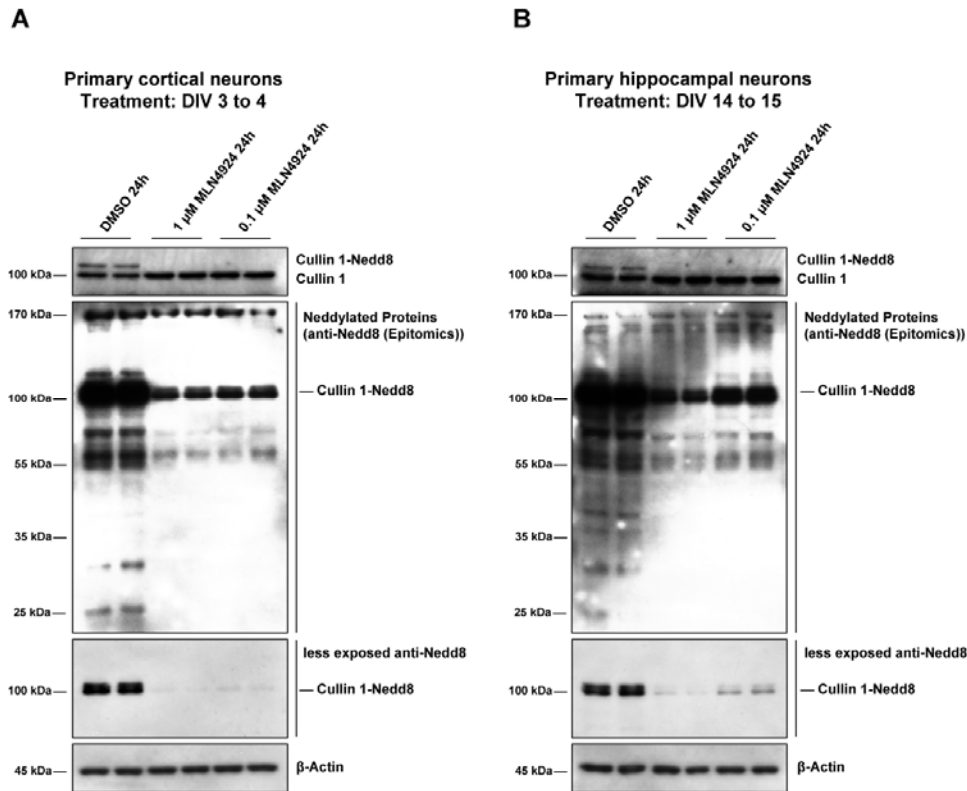 A
Primary cortical neurons
Treatment: DIV 3 to 4
DMSO 24h
1 µM MLN4924 24h
0.1 µM MLN4924 24h
Cullin 1-Nedd8
100 kDa
Cullin 1
170 kDa
Neddylated Proteins
(anti-Nedd8 (Epitomics))
Cullin 1-Nedd8
100 kDa
55 kDa
35 kDa
25 kDa
less exposed anti-Nedd8
100 kDa
Cullin 1-Nedd8
45 kDa
β-Actin
B
Primary hippocampal neurons
Treatment: DIV 14 to 15
DMSO 24h
1 µM MLN4924 24h
0.1 µM MLN4924 24h
Cullin 1-Nedd8
100 kDa
Cullin 1
170 kDa
Neddylated Proteins
(anti-Nedd8 (Epitomics))
Cullin 1-Nedd8
100 kDa
55 kDa
35 kDa
25 kDa
less exposed anti-Nedd8
100 kDa
Cullin 1-Nedd8
45 kDa
β-Actin